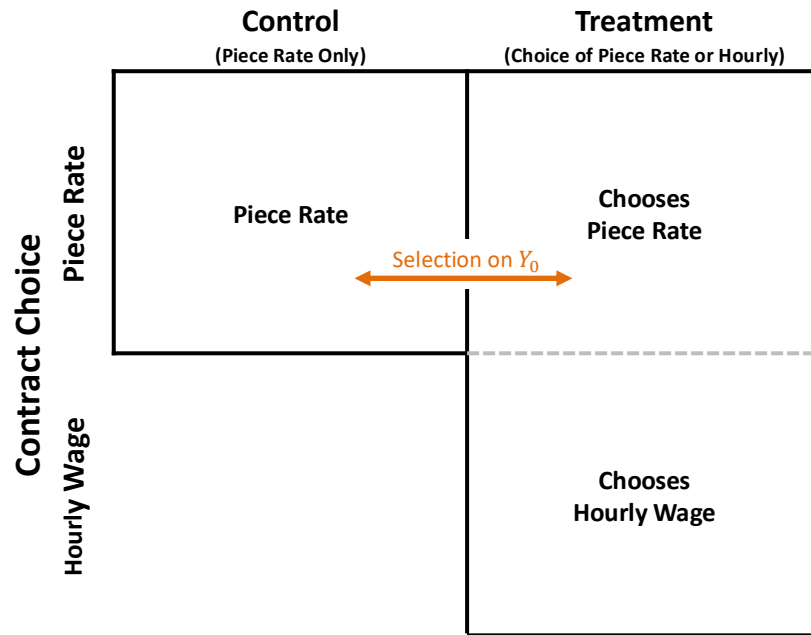 Control
(Piece Rate Only)
Treatment
(Choice of Piece Rate or Hourly)
Contract Choice
Piece Rate
Hourly Wage
Piece Rate
Chooses
Piece Rate
Selection on Y₀
Chooses
Hourly Wage